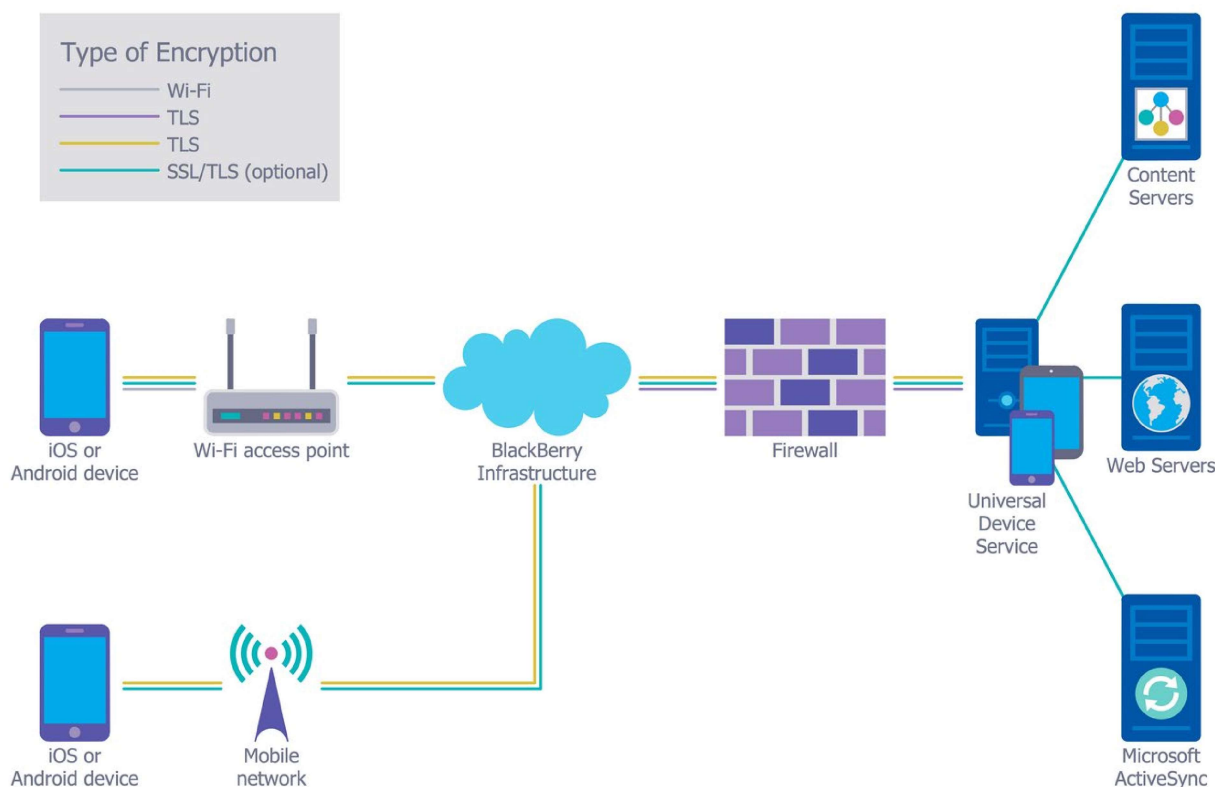 Type of Encryption
Wi-Fi
TLS
TLS
SSL/TLS (optional)
Content
Servers
iOS or
Android device
Wi-Fi access point
BlackBerry
Infrastructure
Firewall
Universal
Device
Service
Web Servers
iOS or
Android device
Mobile
network
Microsoft
ActiveSync